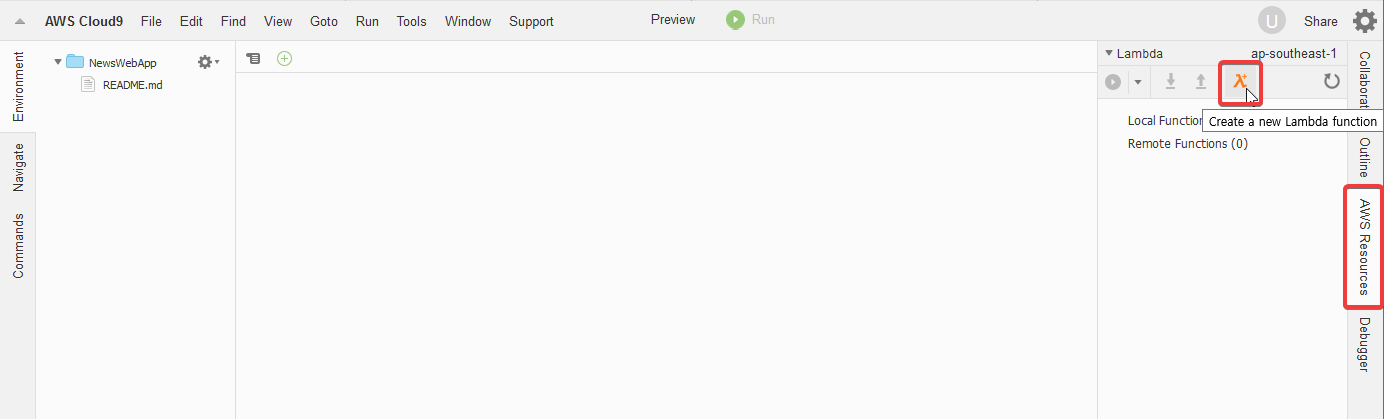 AWS Cloud9 File Edit Find View Goto Run Tools Window Support Preview Run U Share
Environment
Navigate
Commands
NewsWebApp
README.md
Lambda ap-southeast-1
λ+
Create a new Lambda function
Local Function
Remote Functions (0)
Collaborat
Outline
AWS Resources
Debugger